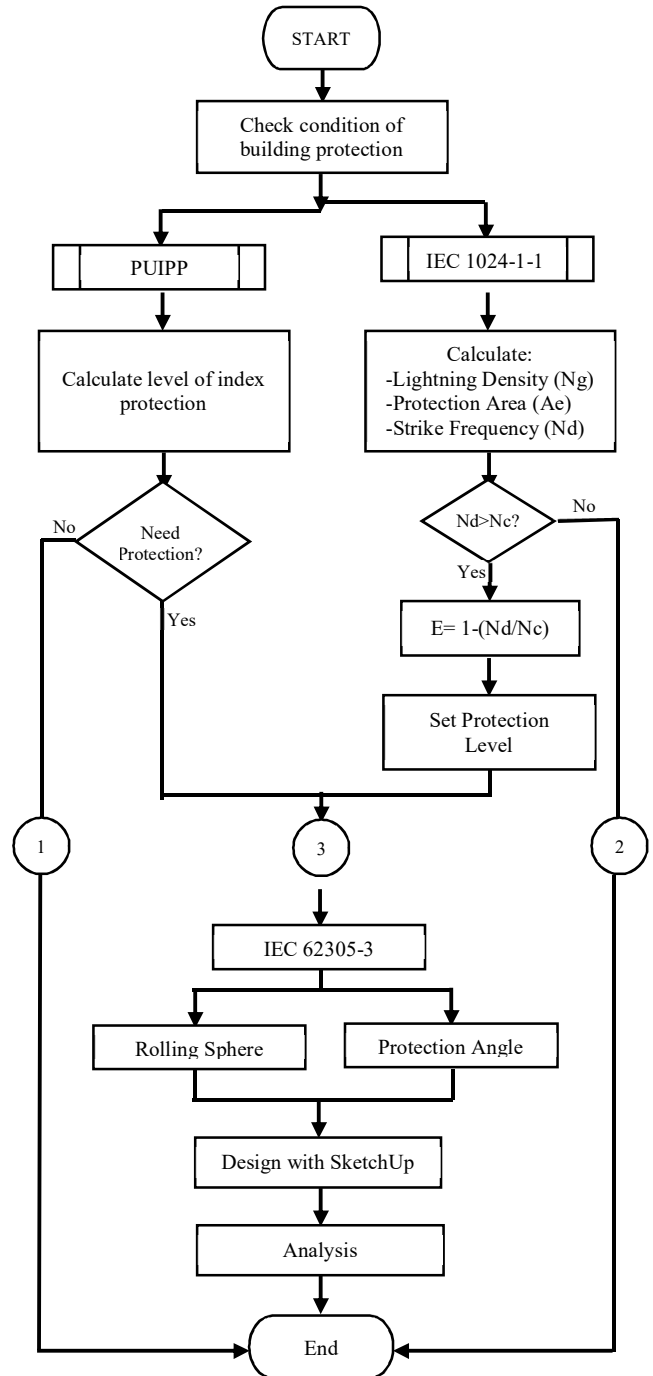 START
Check condition of
building protection
PUIPP
IEC 1024-1-1
Calculate level of index
protection
Calculate:
-Lightning Density (Ng)
-Protection Area (Ae)
-Strike Frequency (Nd)
No
Need
Protection?
Yes
Nd>Nc?
No
Yes
E= 1-(Nd/Nc)
Set Protection
Level
1
3
2
IEC 62305-3
Rolling Sphere
Protection Angle
Design with SketchUp
Analysis
End